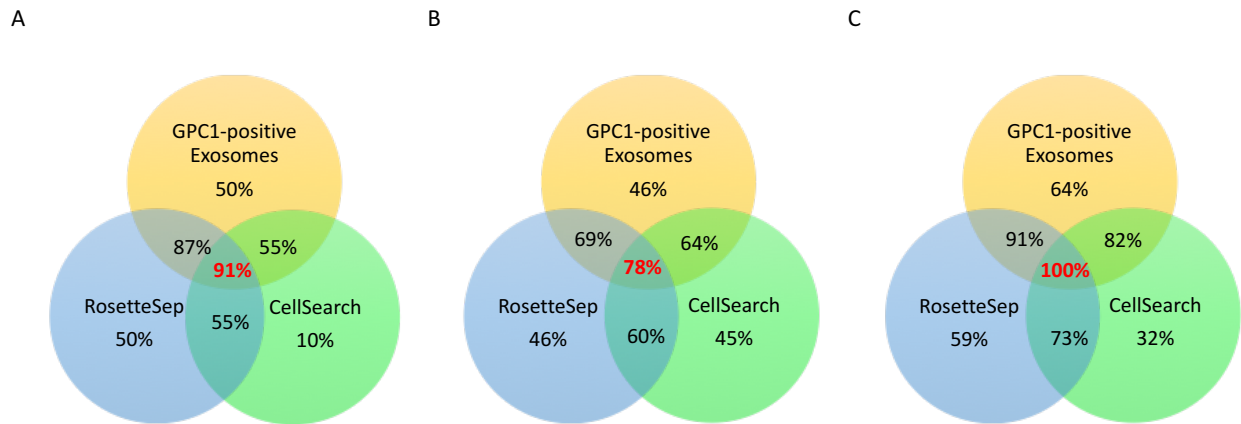 A
GPC1-positive
Exosomes
50%
87%
55%
91%
RosetteSep
50%
55%
CellSearch
10%
B
GPC1-positive
Exosomes
46%
69%
64%
78%
RosetteSep
46%
60%
CellSearch
45%
C
GPC1-positive
Exosomes
64%
91%
82%
100%
RosetteSep
59%
73%
CellSearch
32%